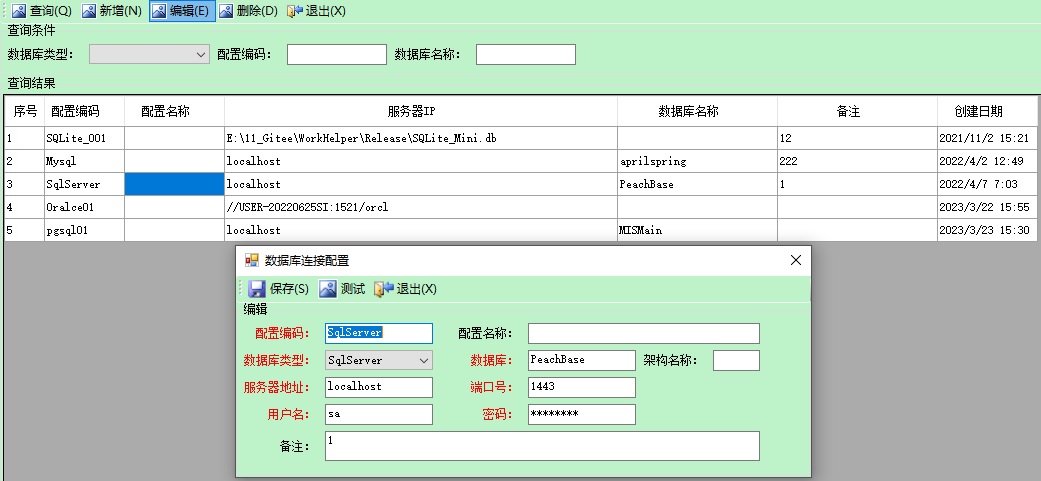 查询(Q) 新增(N) 编辑(E) 删除(D) 退出(X)
查询条件
数据库类型: 配置编码: 数据库名称:
查询结果
序号 配置编码 配置名称 服务器IP 数据库名称 备注 创建日期
1 SQLite_001 E:\11_Gitee\WorkHelper\Release\SQLite_Mini.db 12 2021/11/2 15:21
2 Mysql localhost aprilspring 222 2022/4/2 12:49
3 SqlServer localhost PeachBase 1 2022/4/7 7:03
4 Oralce01 //USER-20220625SI:1521/orcl 2023/3/22 15:55
5 pgsql01 localhost MISMain 2023/3/23 15:30
数据库连接配置
保存(S) 测试 退出(X)
编辑
配置编码: SqlServer 配置名称:
数据库类型: SqlServer 数据库: PeachBase 架构名称:
服务器地址: localhost 端口号: 1443
用户名: sa 密码: ********
备注: 1